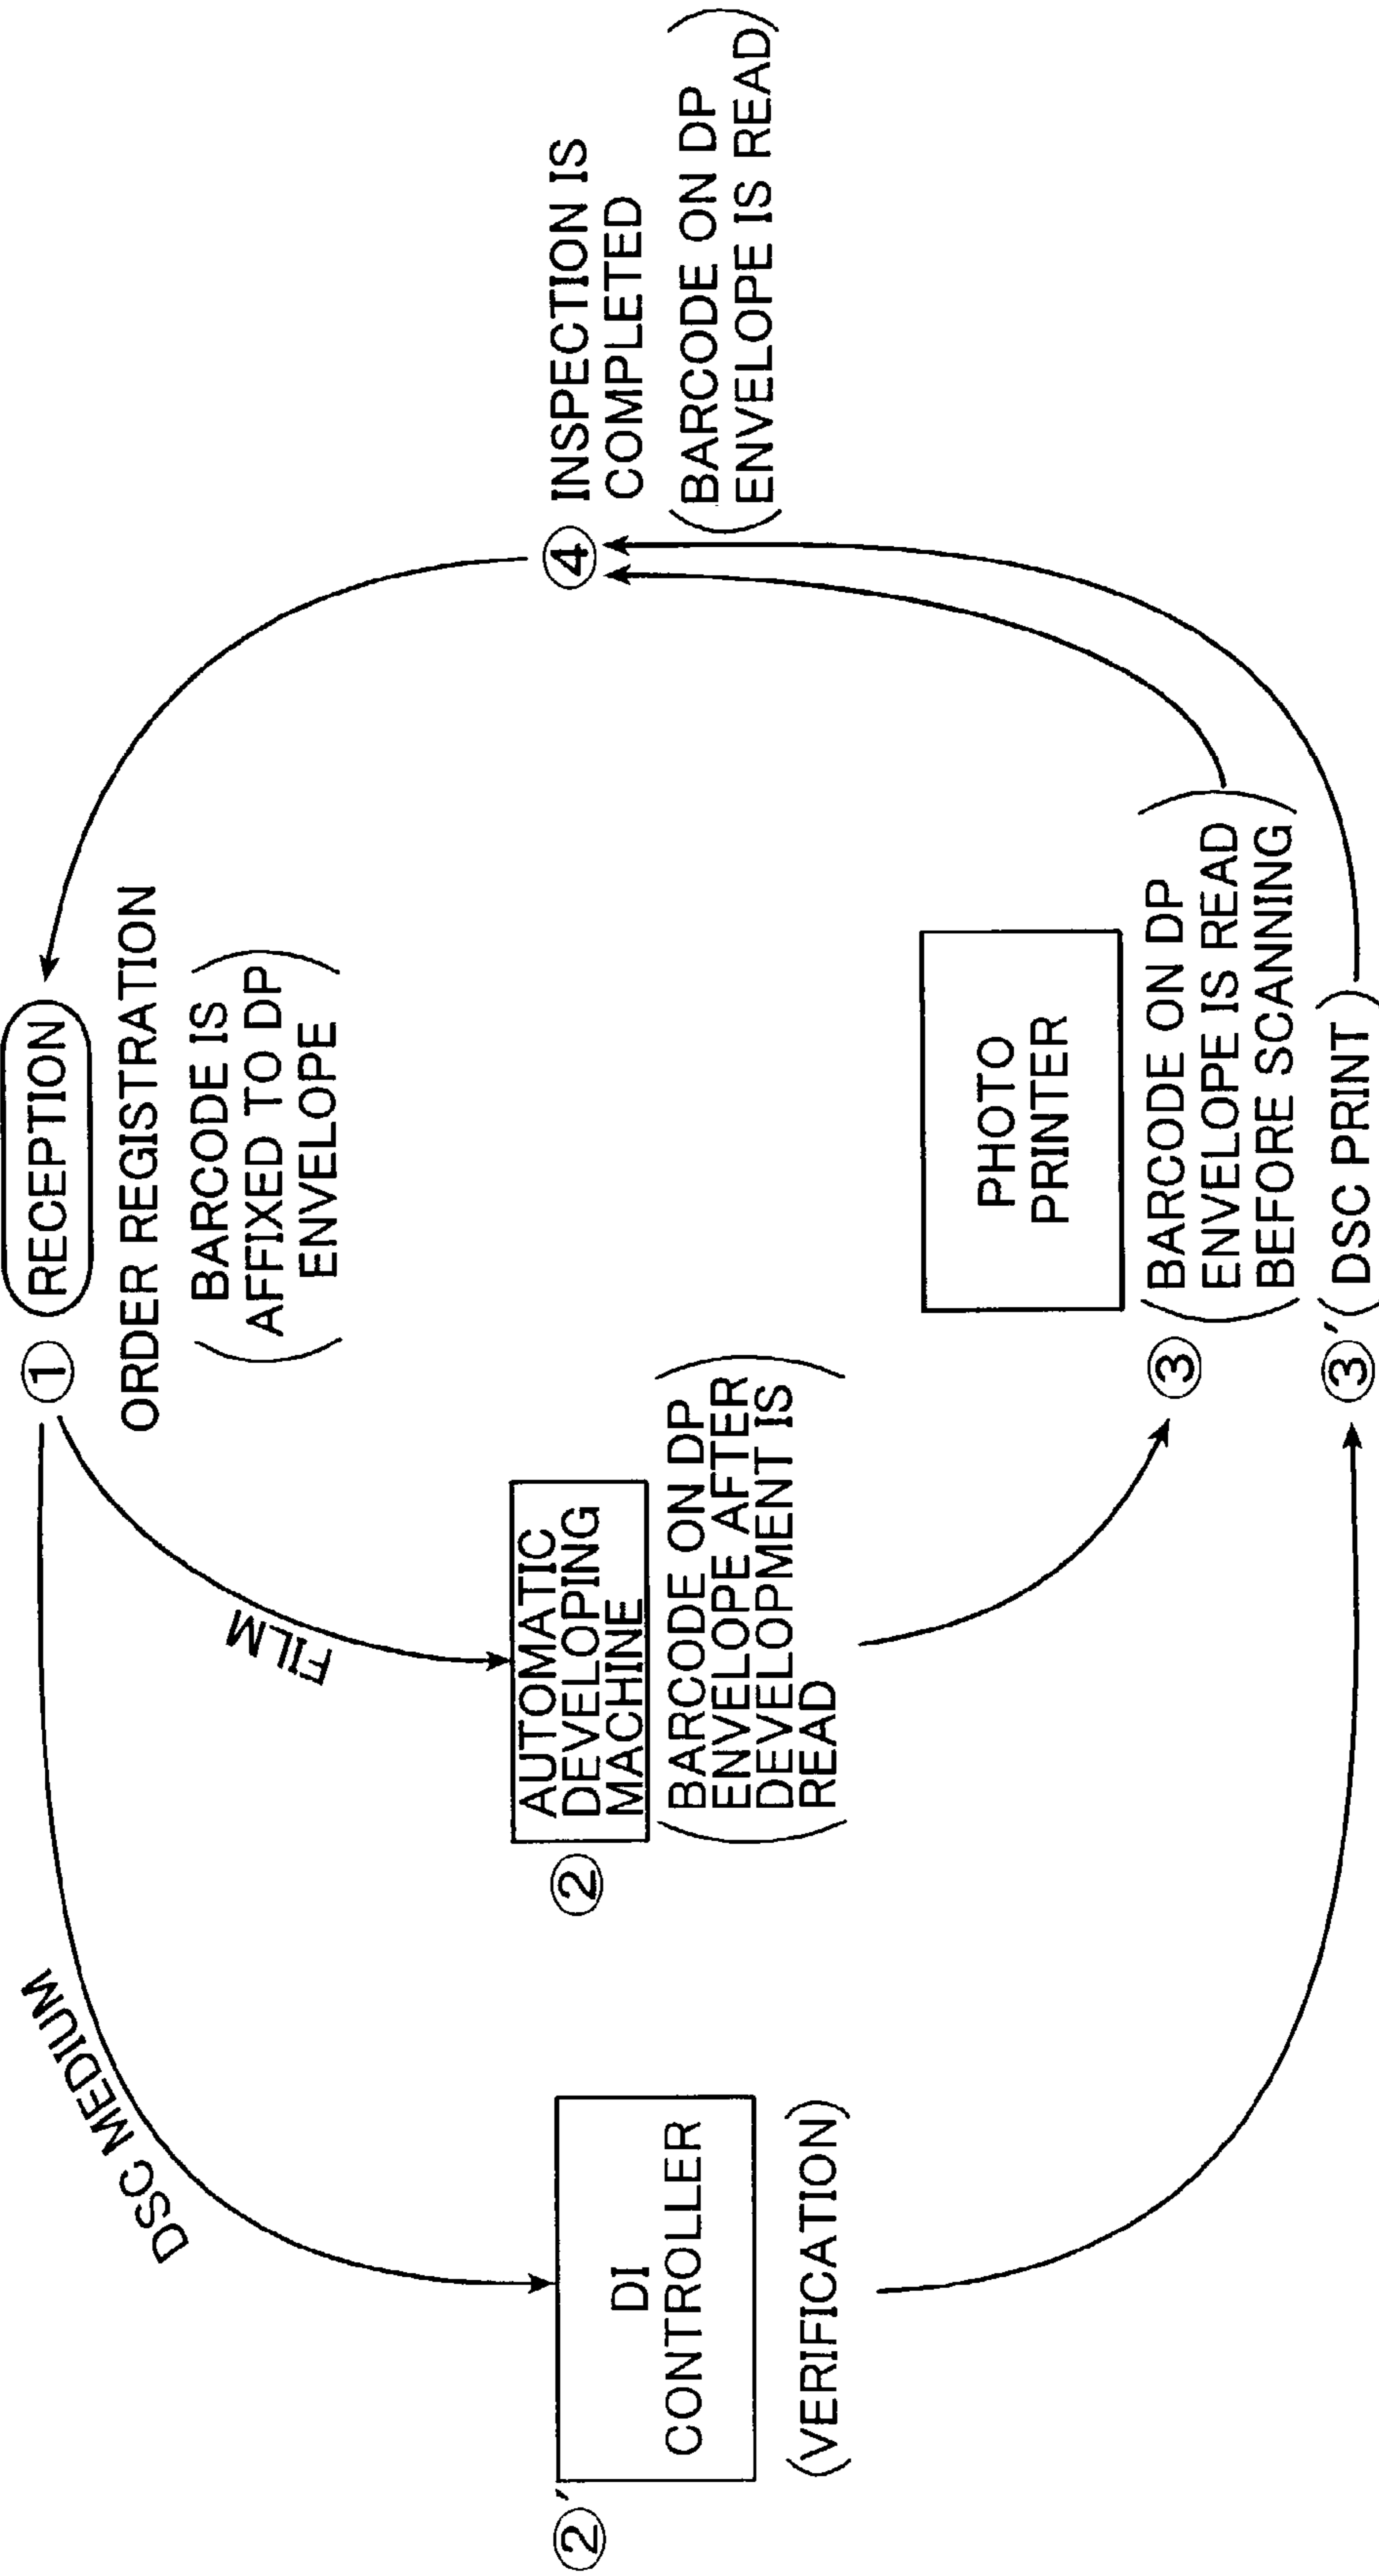 ① RECEPTION
ORDER REGISTRATION
(BARCODE IS
AFFIXED TO DP
ENVELOPE)
DSC MEDIUM
FILM
②' DI
CONTROLLER
(VERIFICATION)
② AUTOMATIC
DEVELOPING
MACHINE
(BARCODE ON DP
ENVELOPE AFTER
DEVELOPMENT IS
READ)
④ INSPECTION IS
COMPLETED
(BARCODE ON DP
ENVELOPE IS READ)
PHOTO
PRINTER
③ (BARCODE ON DP
ENVELOPE IS READ
BEFORE SCANNING)
③' (DSC PRINT)